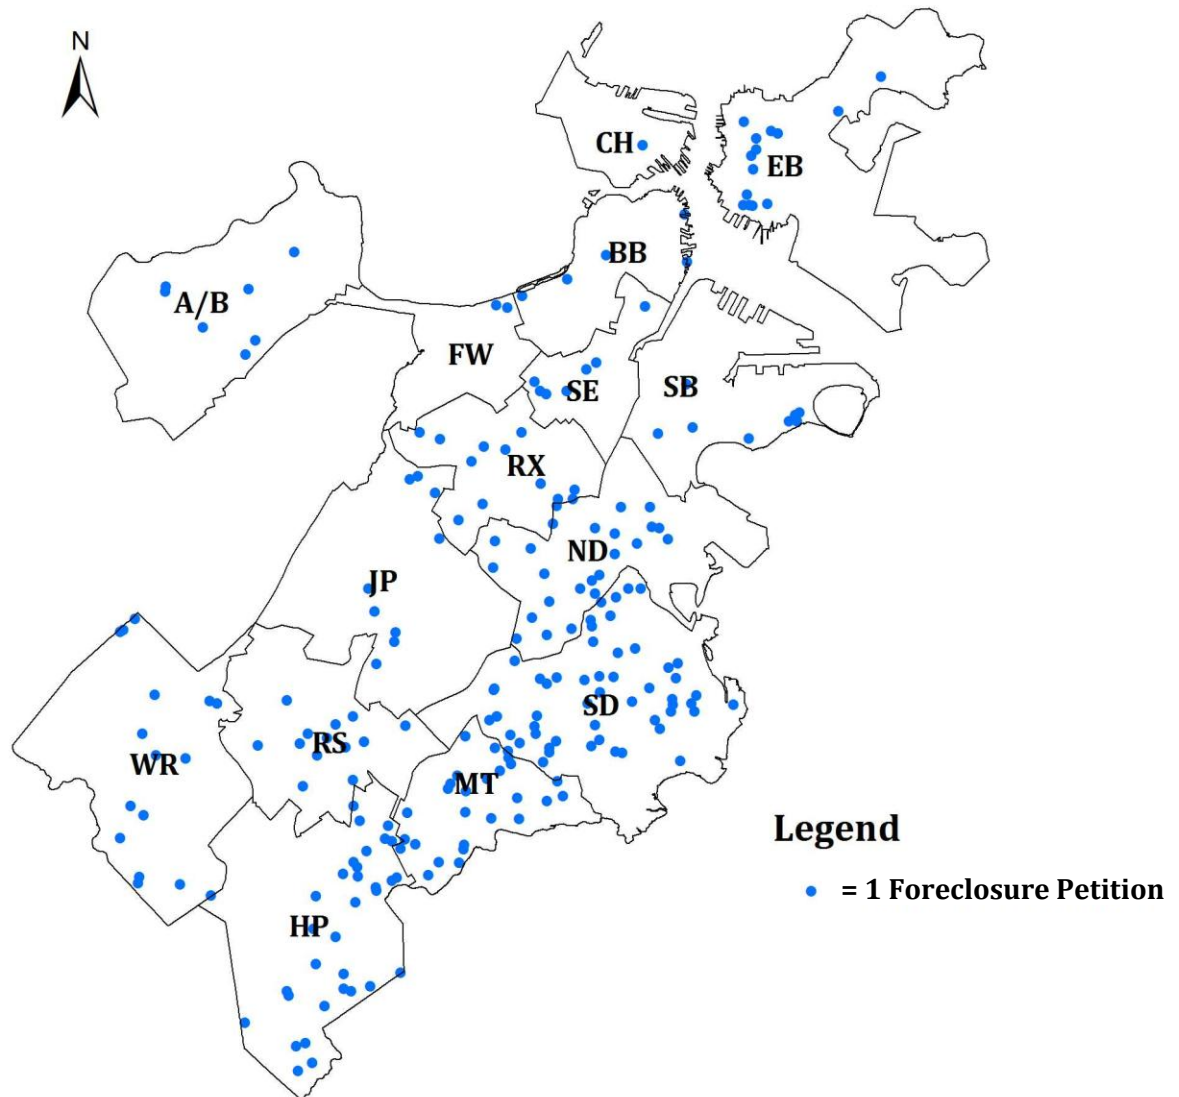 N
CH
EB
BB
A/B
FW
SE
SB
RX
ND
JP
SD
RS
WR
MT
Legend
= 1 Foreclosure Petition
HP